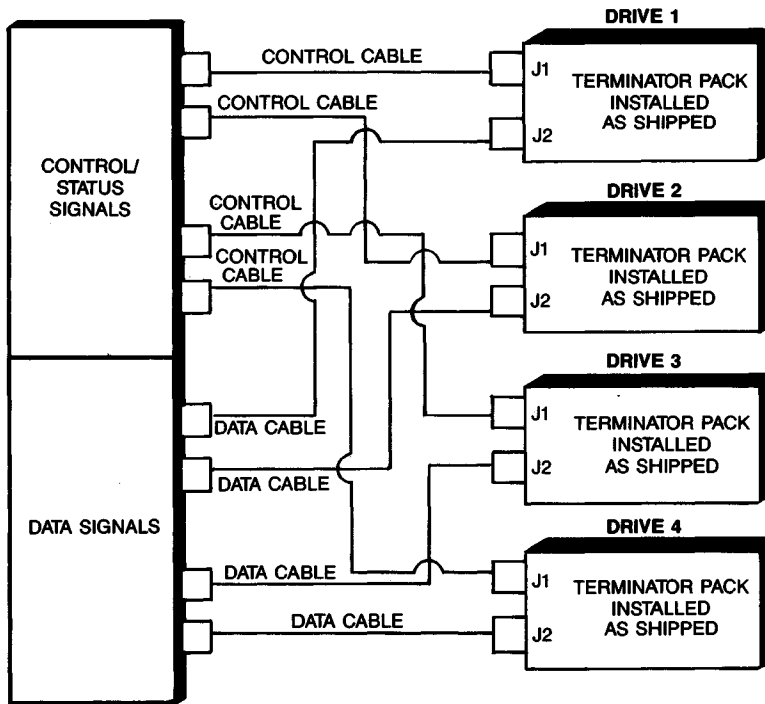 DRIVE 1
CONTROL CABLE
J1
TERMINATOR PACK
INSTALLED
AS SHIPPED
J2
CONTROL CABLE
CONTROL/
STATUS
SIGNALS
DRIVE 2
CONTROL
CABLE
J1
TERMINATOR PACK
INSTALLED
AS SHIPPED
J2
CONTROL
CABLE
DRIVE 3
J1
TERMINATOR PACK
INSTALLED
AS SHIPPED
J2
DATA CABLE
DATA CABLE
DATA SIGNALS
DRIVE 4
DATA CABLE
J1
TERMINATOR PACK
INSTALLED
AS SHIPPED
J2
DATA CABLE